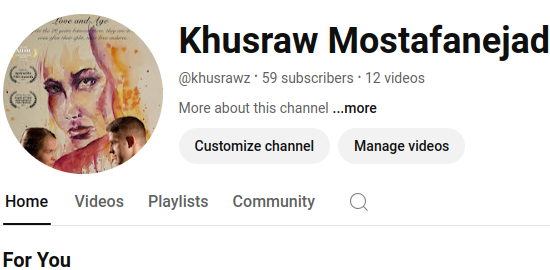 Love and Age
Khusraw Mostafanejad
@khusrawz · 59 subscribers · 12 videos
More about this channel ...more
Customize channel
Manage videos
Home
Videos
Playlists
Community
For You